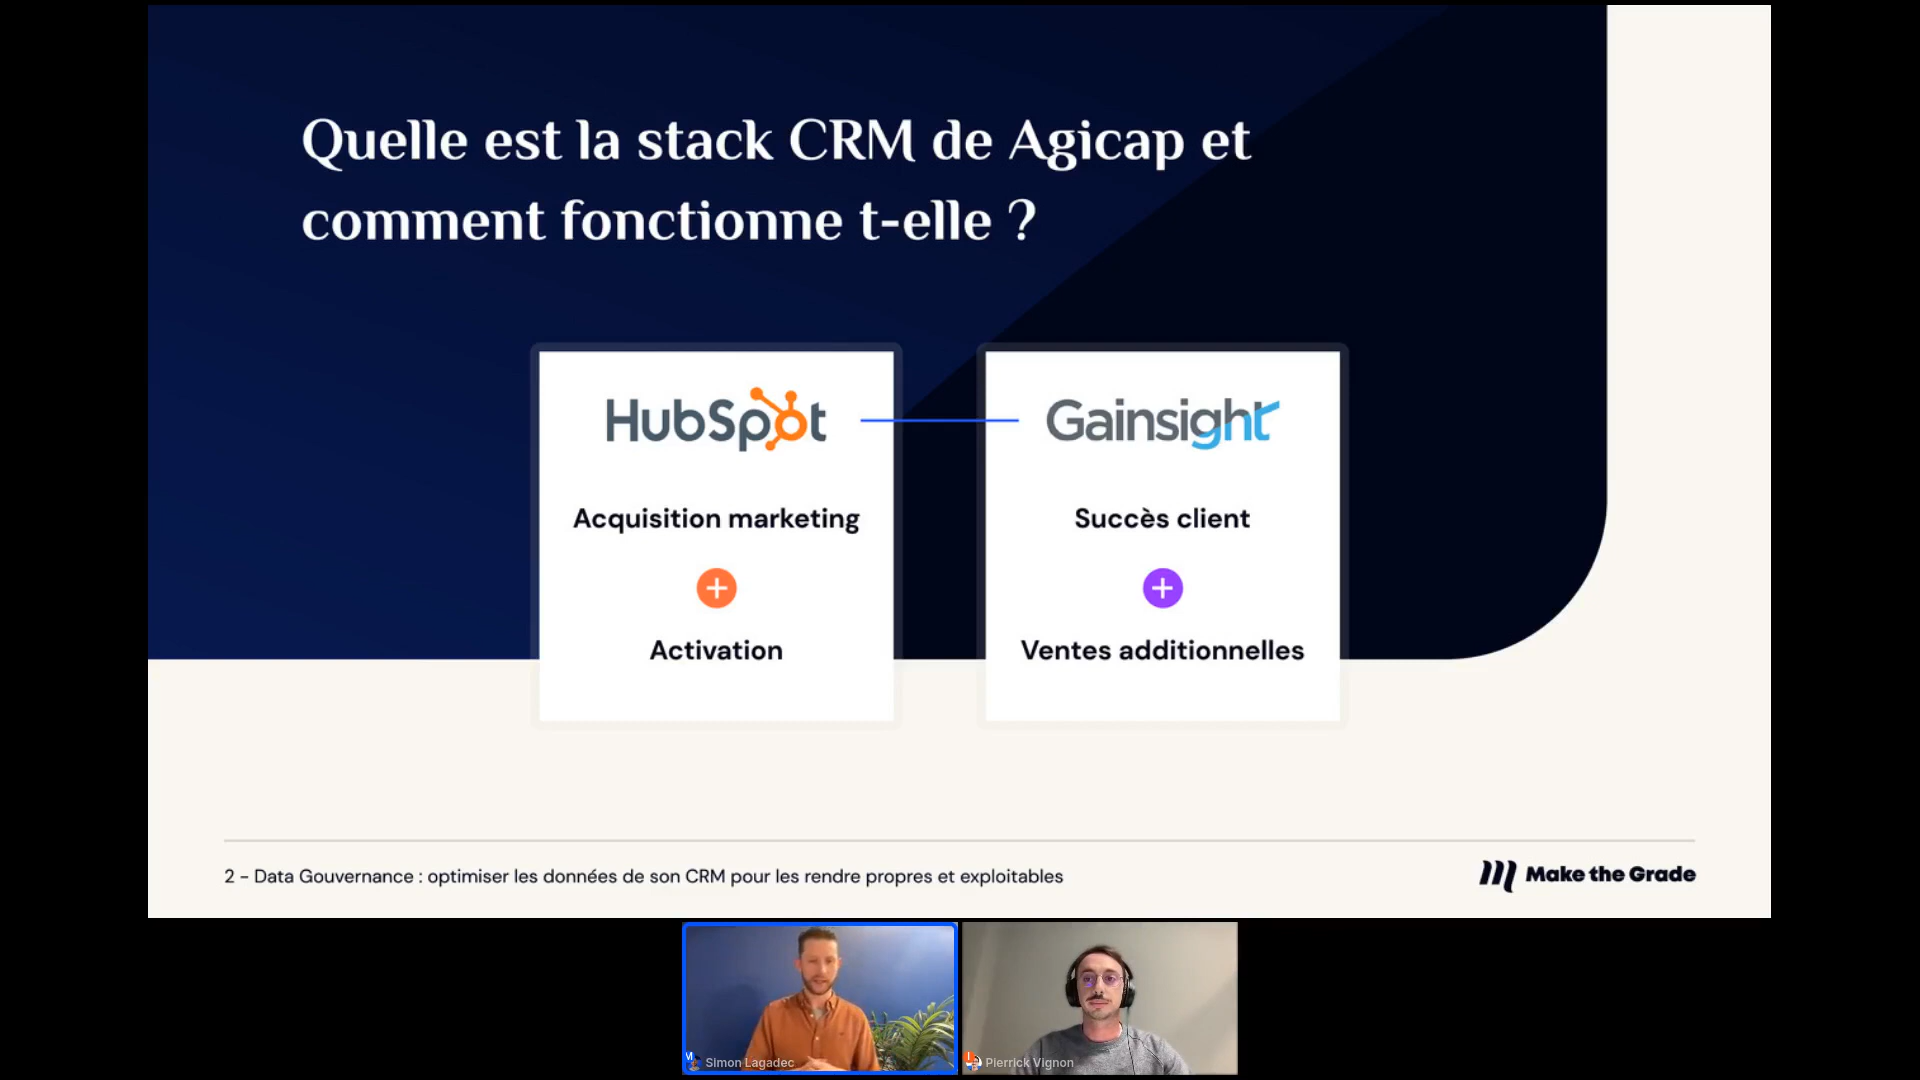 Quelle est la stack CRM de Agicap et
comment fonctionne t-elle ?
HubSpot
Acquisition marketing
+
Activation
Gainsight
Succès client
+
Ventes additionnelles
2 - Data Gouvernance : optimiser les données de son CRM pour les rendre propres et exploitables
Make the Grade
Simon Lagadec
Pierrick Vignon